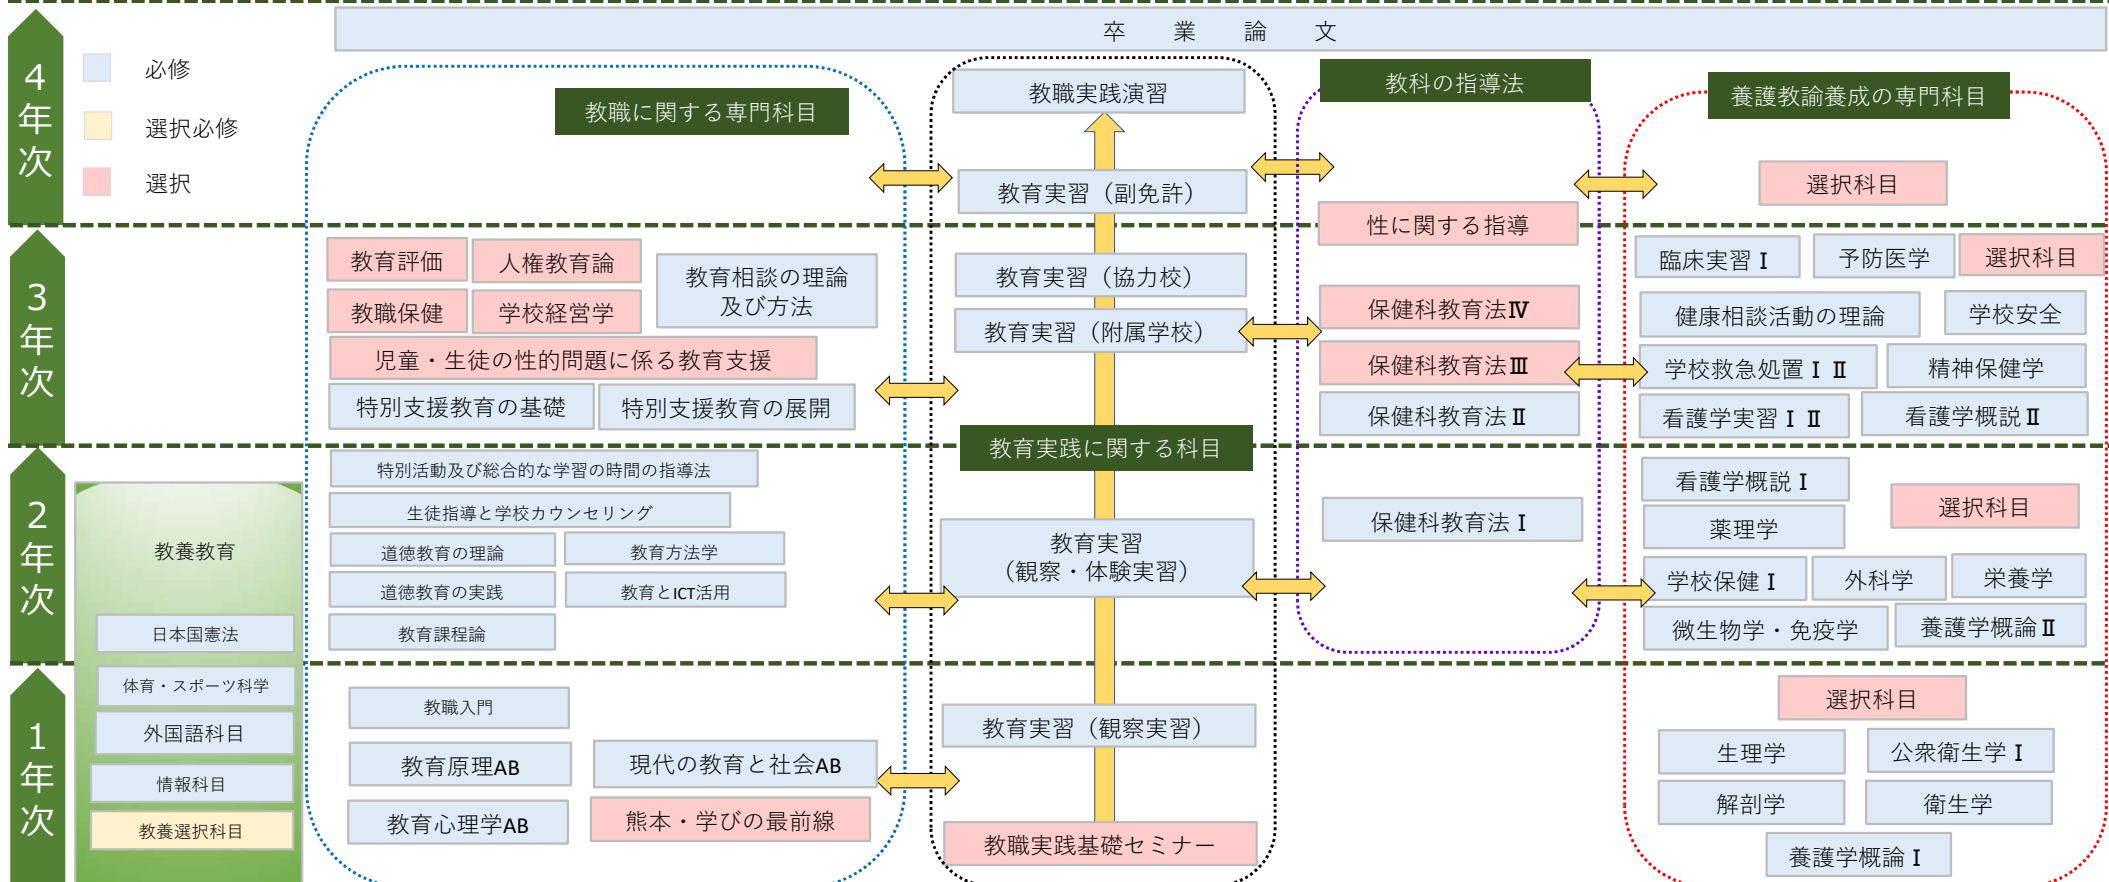 卒 業 論 文
4年次
必修
選択必修
選択
教職に関する専門科目
教職実践演習
教育実習（副免許）
教科の指導法
性に関する指導
養護教諭養成の専門科目
選択科目
3年次
教育評価
人権教育論
教育相談の理論
及び方法
教職保健
学校経営学
児童・生徒の性的問題に係る教育支援
特別支援教育の基礎
特別支援教育の展開
教育実習（協力校）
教育実習（附属学校）
保健科教育法Ⅳ
保健科教育法Ⅲ
保健科教育法Ⅱ
臨床実習Ⅰ
予防医学
選択科目
健康相談活動の理論
学校安全
学校救急処置Ⅰ Ⅱ
精神保健学
看護学実習Ⅰ Ⅱ
看護学概説Ⅱ
教育実践に関する科目
2年次
教養教育
日本国憲法
体育・スポーツ科学
外国語科目
情報科目
教養選択科目
特別活動及び総合的な学習の時間の指導法
生徒指導と学校カウンセリング
道徳教育の理論
教育方法学
道徳教育の実践
教育とICT活用
教育課程論
教育実習
（観察・体験実習）
保健科教育法Ⅰ
看護学概説Ⅰ
選択科目
薬理学
学校保健Ⅰ
外科学
栄養学
微生物学・免疫学
養護学概論Ⅱ
1年次
教職入門
教育原理AB
現代の教育と社会AB
教育心理学AB
熊本・学びの最前線
教育実習（観察実習）
教職実践基礎セミナー
選択科目
生理学
公衆衛生学Ⅰ
解剖学
衛生学
養護学概論Ⅰ